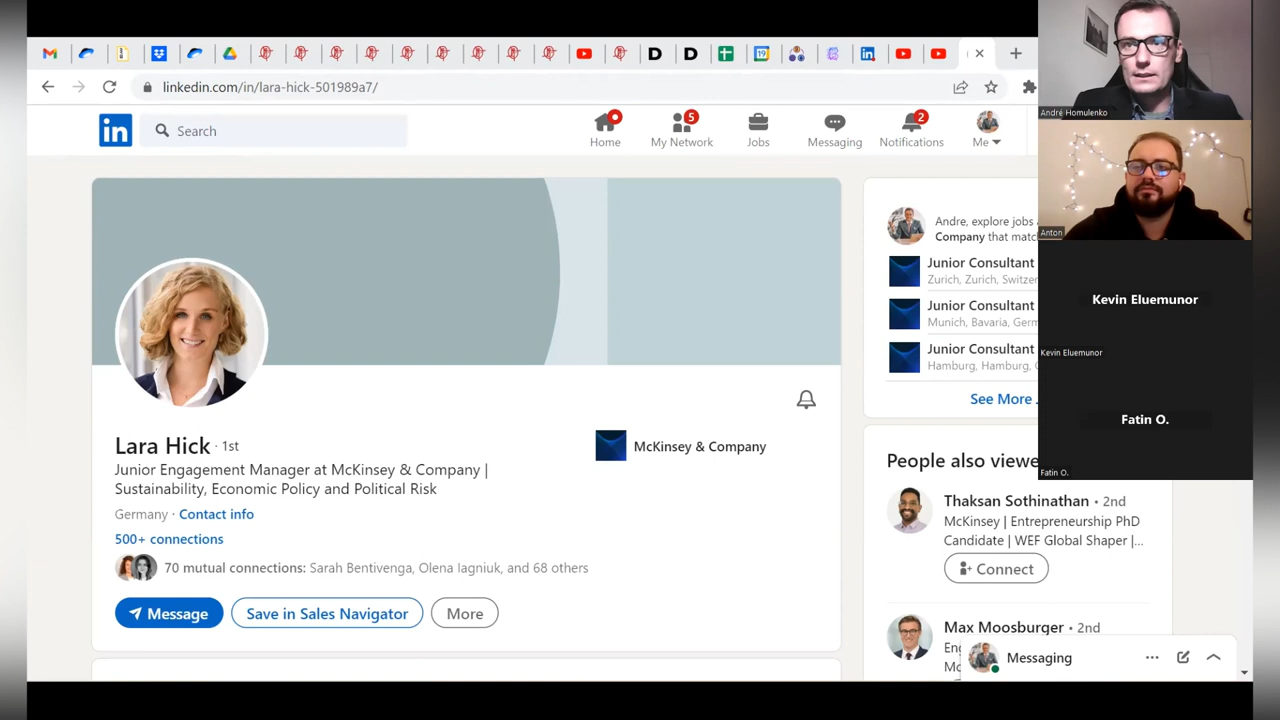 linkedin.com/in/lara-hick-501989a7/
in
Search
Home
5
My Network
Jobs
Messaging
2
Notifications
Me
Lara Hick · 1st
Junior Engagement Manager at McKinsey & Company |
Sustainability, Economic Policy and Political Risk
Germany · Contact info
500+ connections
70 mutual connections: Sarah Bentivenga, Olena Iagniuk, and 68 others
Message
Save in Sales Navigator
More
McKinsey & Company
Andre, explore jobs
Company that
Junior Consultant
Zurich, Zurich,
Junior Consultant
Munich, Bavaria,
Junior Consultant
Hamburg, Hamburg,
See More
People also
Thaksan Sothinathan • 2nd
McKinsey | Entrepreneurship PhD
Candidate | WEF Global Shaper |...
Connect
Max Moosburger • 2nd
Messaging
André Homulenko
Anton
Kevin Eluemunor
Kevin Eluemunor
Fatin O.
Fatin O.